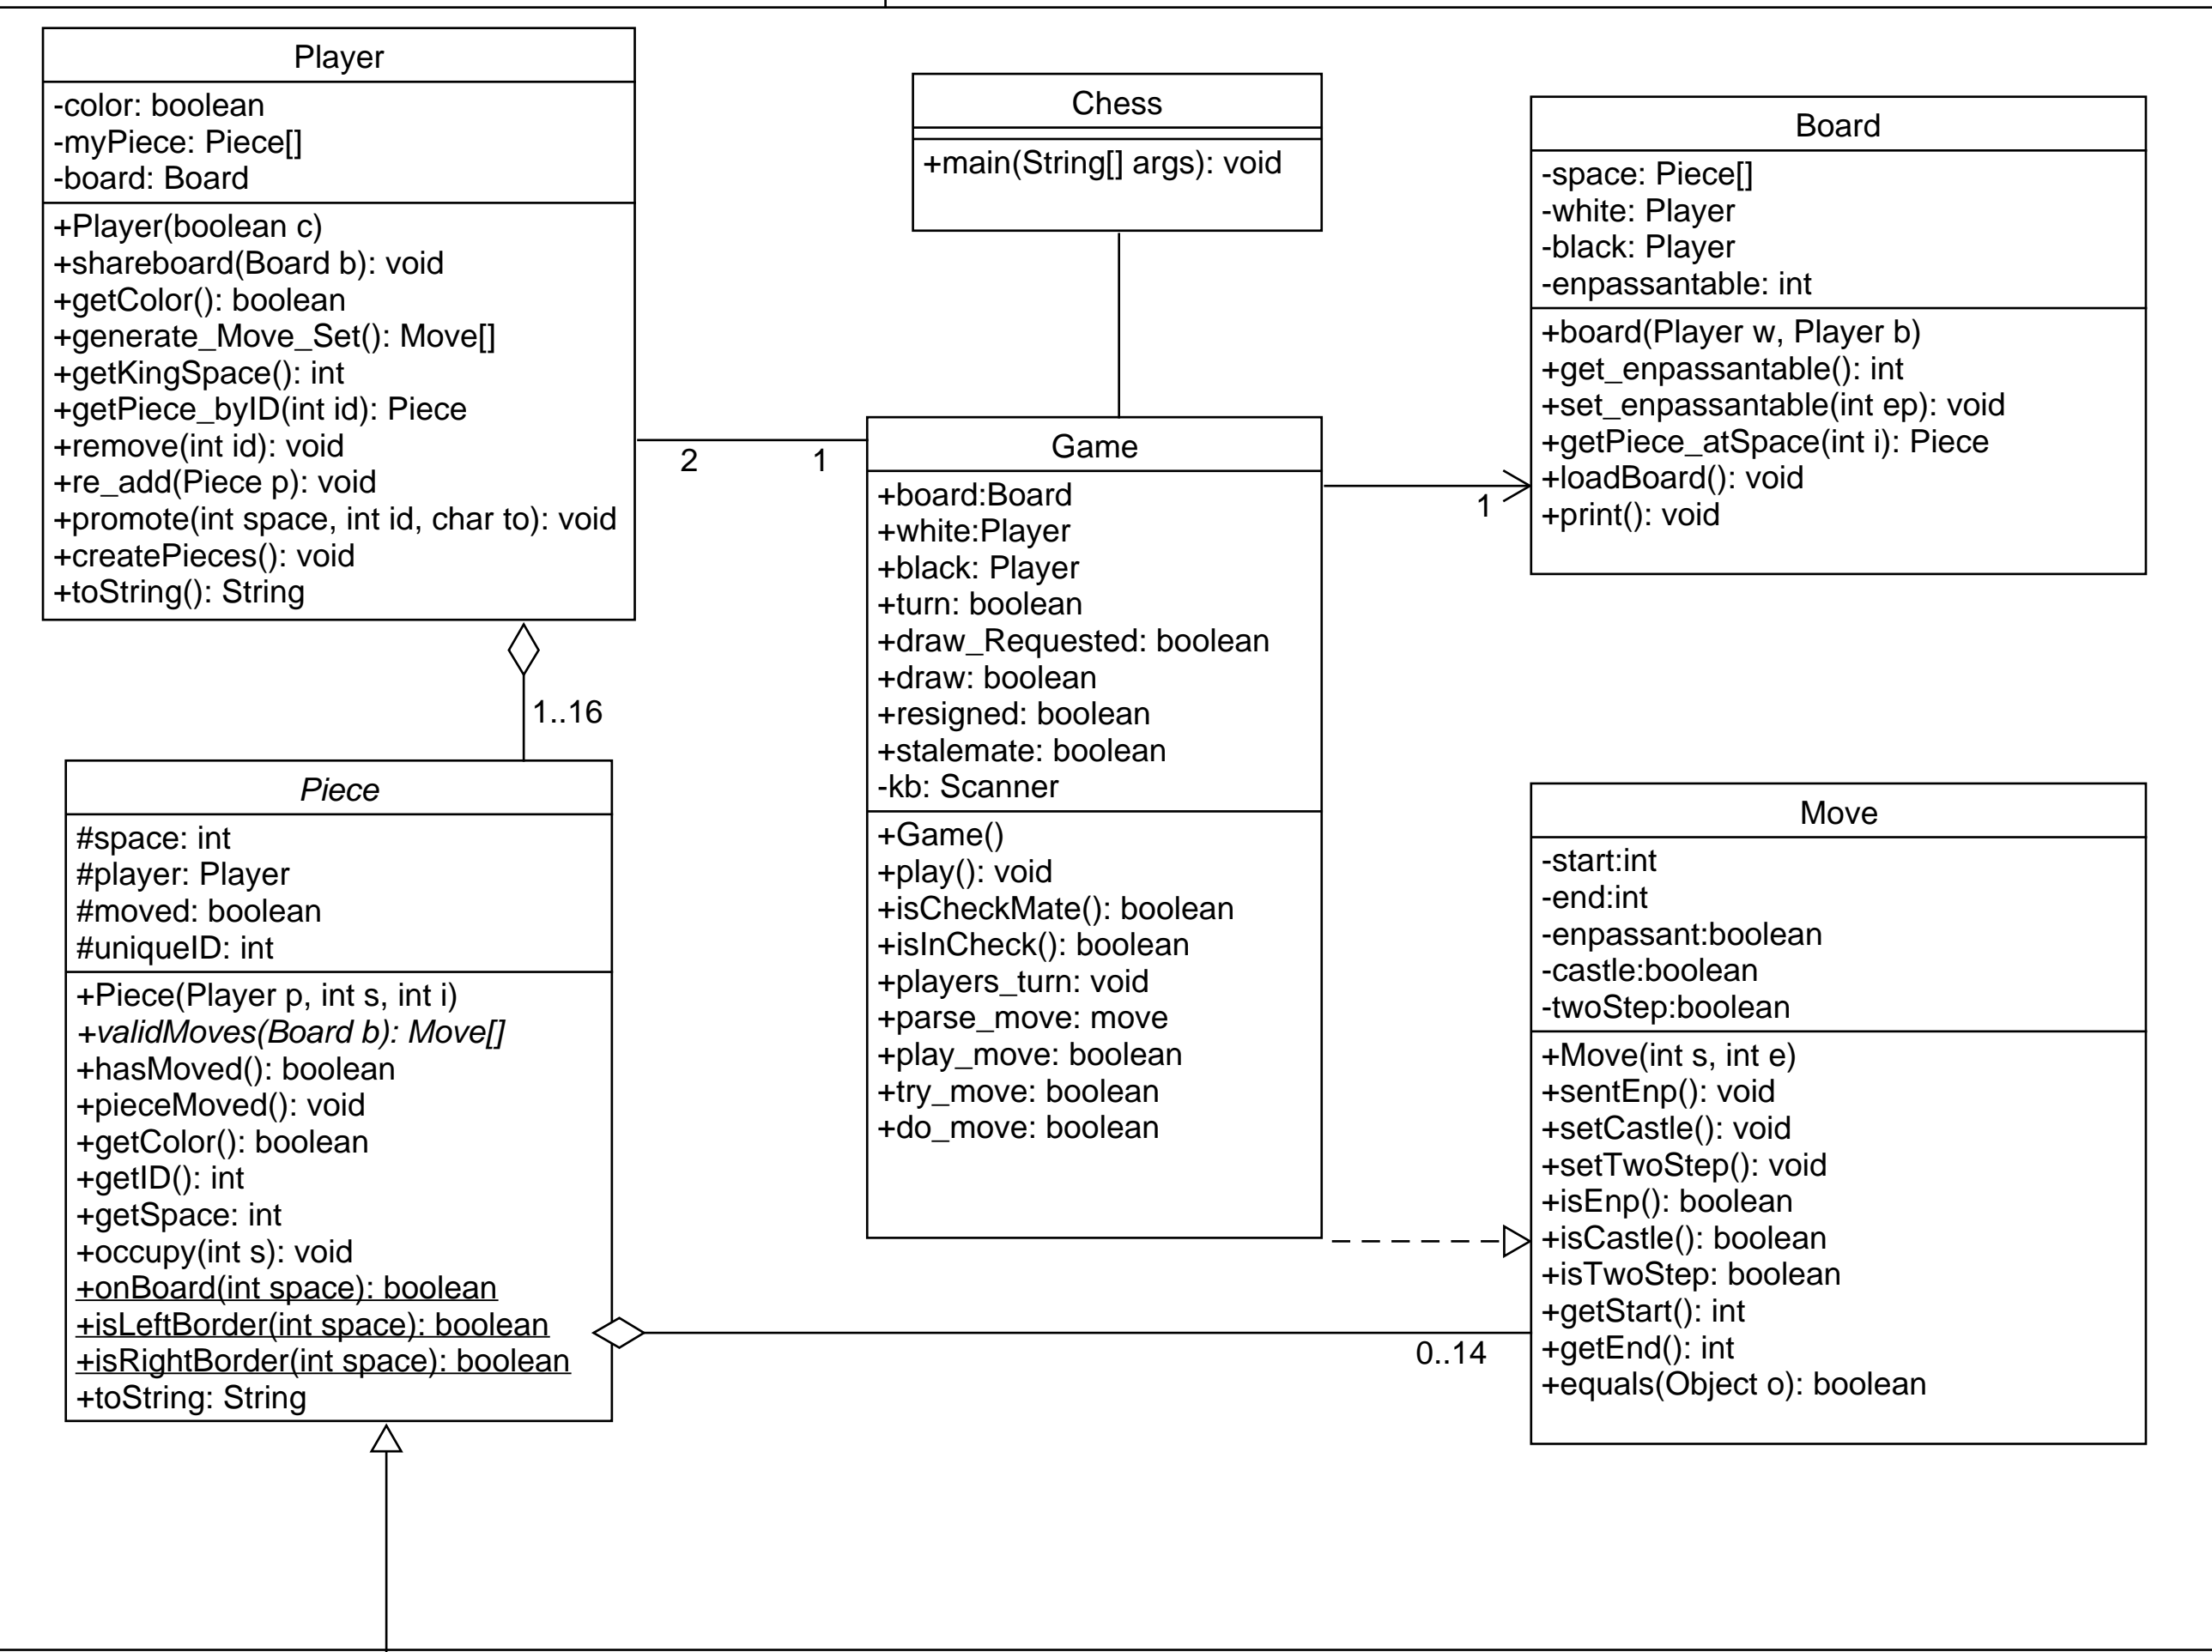 Player
-color: boolean
-myPiece: Piece[]
-board: Board
+Player(boolean c)
+shareboard(Board b): void
+getColor(): boolean
+generate_Move_Set(): Move[]
+getKingSpace(): int
+getPiece_byID(int id): Piece
+remove(int id): void
+re_add(Piece p): void
+promote(int space, int id, char to): void
+createPieces(): void
+toString(): String
Chess
+main(String[] args): void
Board
-space: Piece[]
-white: Player
-black: Player
-enpassantable: int
+board(Player w, Player b)
+get_enpassantable(): int
+set_enpassantable(int ep): void
+getPiece_atSpace(int i): Piece
+loadBoard(): void
+print(): void
2
1
1
Game
+board:Board
+white:Player
+black: Player
+turn: boolean
+draw_Requested: boolean
+draw: boolean
+resigned: boolean
+stalemate: boolean
-kb: Scanner
+Game()
+play(): void
+isCheckMate(): boolean
+isInCheck(): boolean
+players_turn: void
+parse_move: move
+play_move: boolean
+try_move: boolean
+do_move: boolean
1..16
Piece
#space: int
#player: Player
#moved: boolean
#uniqueID: int
+Piece(Player p, int s, int i)
+validMoves(Board b): Move[]
+hasMoved(): boolean
+pieceMoved(): void
+getColor(): boolean
+getID(): int
+getSpace: int
+occupy(int s): void
+onBoard(int space): boolean
+isLeftBorder(int space): boolean
+isRightBorder(int space): boolean
+toString: String
Move
-start:int
-end:int
-enpassant:boolean
-castle:boolean
-twoStep:boolean
+Move(int s, int e)
+sentEnp(): void
+setCastle(): void
+setTwoStep(): void
+isEnp(): boolean
+isCastle(): boolean
+isTwoStep: boolean
+getStart(): int
+getEnd(): int
+equals(Object o): boolean
0..14